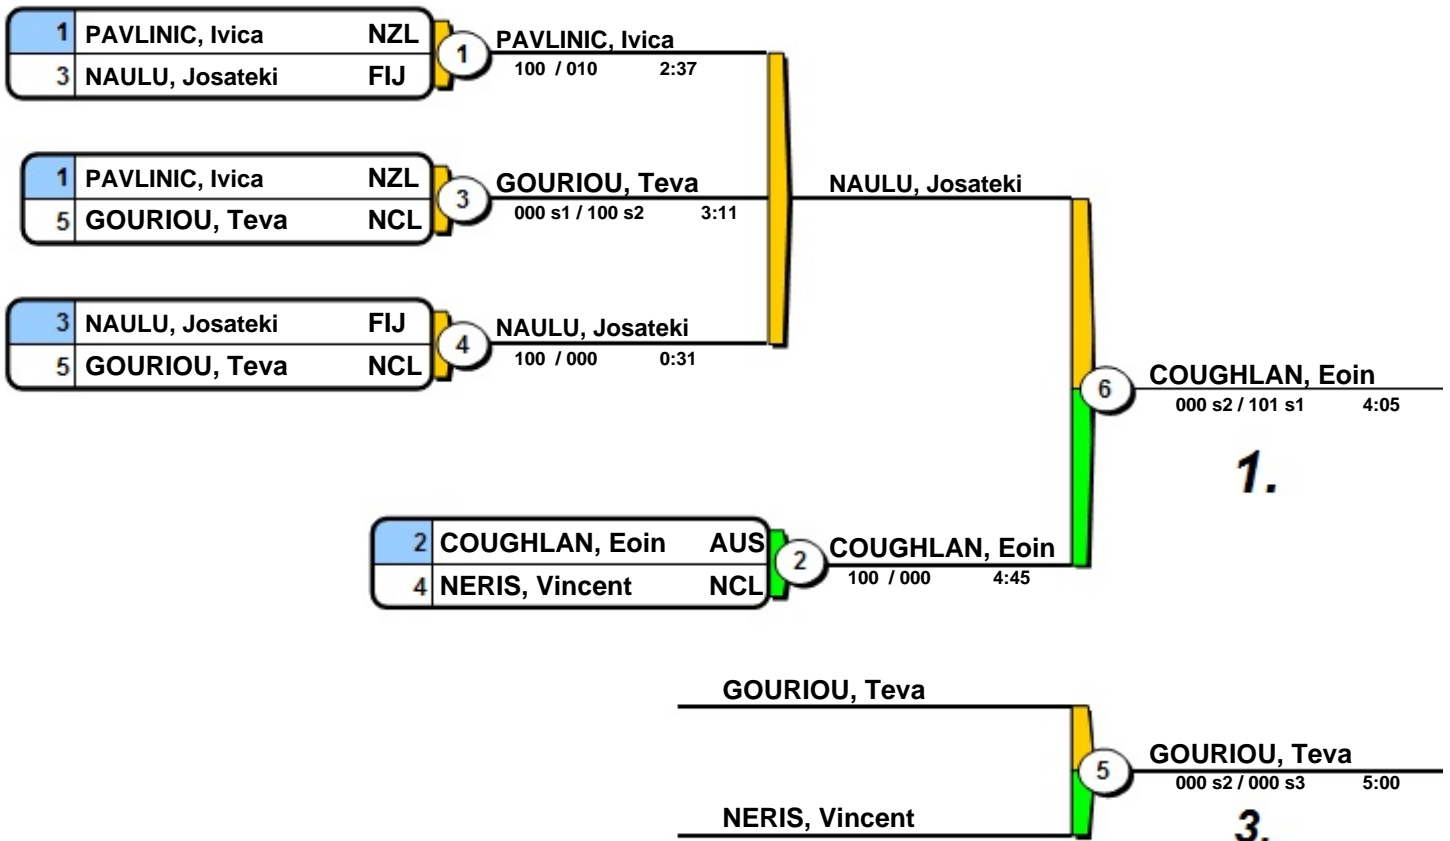 1 PAVLINIC, Ivica NZL
3 NAULU, Josateki FIJ
1
PAVLINIC, Ivica
100 / 010 2:37
1 PAVLINIC, Ivica NZL
5 GOURIOU, Teva NCL
3
GOURIOU, Teva
000 s1 / 100 s2 3:11
NAULU, Josateki
3 NAULU, Josateki FIJ
5 GOURIOU, Teva NCL
4
NAULU, Josateki
100 / 000 0:31
6
COUGHLAN, Eoin
000 s2 / 101 s1 4:05
1.
2 COUGHLAN, Eoin AUS
4 NERIS, Vincent NCL
2
COUGHLAN, Eoin
100 / 000 4:45
GOURIOU, Teva
NERIS, Vincent
5
GOURIOU, Teva
000 s2 / 000 s3 5:00
3.